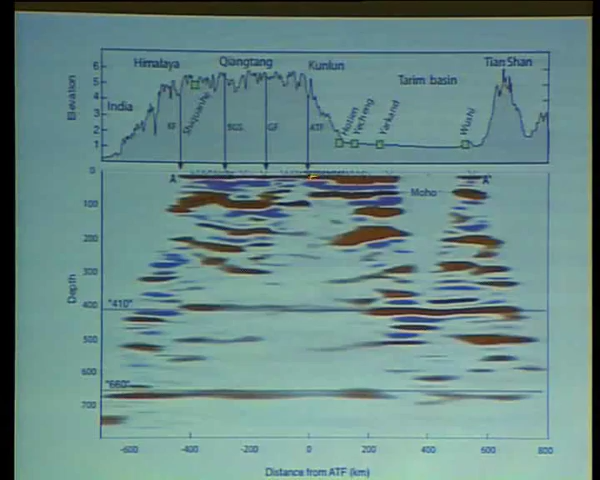 Himalaya Qiangtang Kunlun Tian Shan
Elevation
6
5
4
3
2
1
India
Tarim basin
Shiquanhe
Hotien
Yecheng
Yarkand
Wushi
KF BGS GF ATF
0
A A'
Moho
100
200
300
Depth
400
"410"
500
600
"660"
700
-600 -400 -200 0 200 400 600 800
Distance from ATF (km)